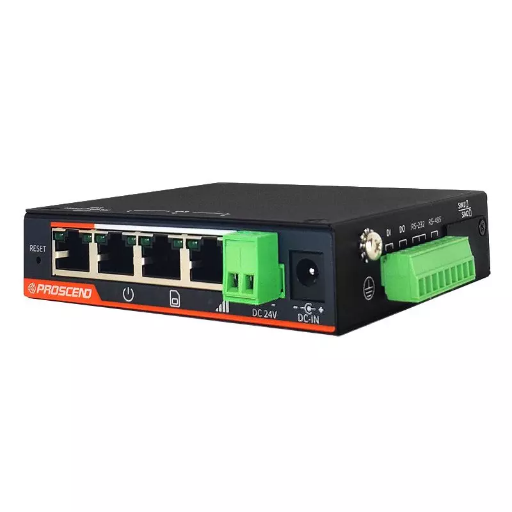 RESET
PROSCEND
DC 24V
- +
DC-IN
DI
DO
RS-232
RS-485
SIM2
SIM1